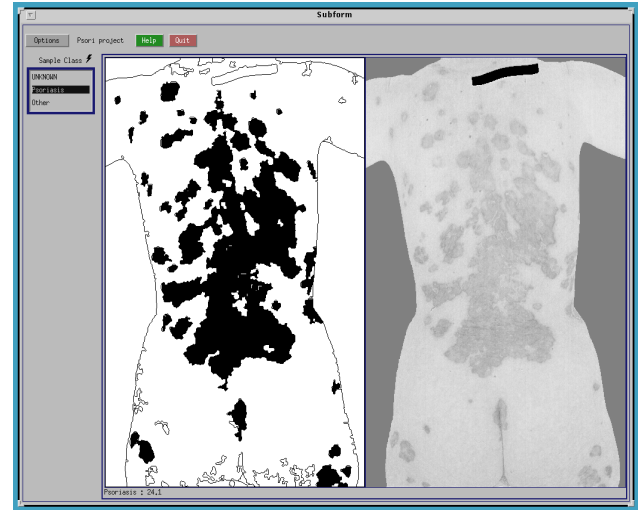 Subform
Options Psori project Help Quit
Sample Class
UNKNOWN
Psoriasis
Other
Psoriasis : 24.1